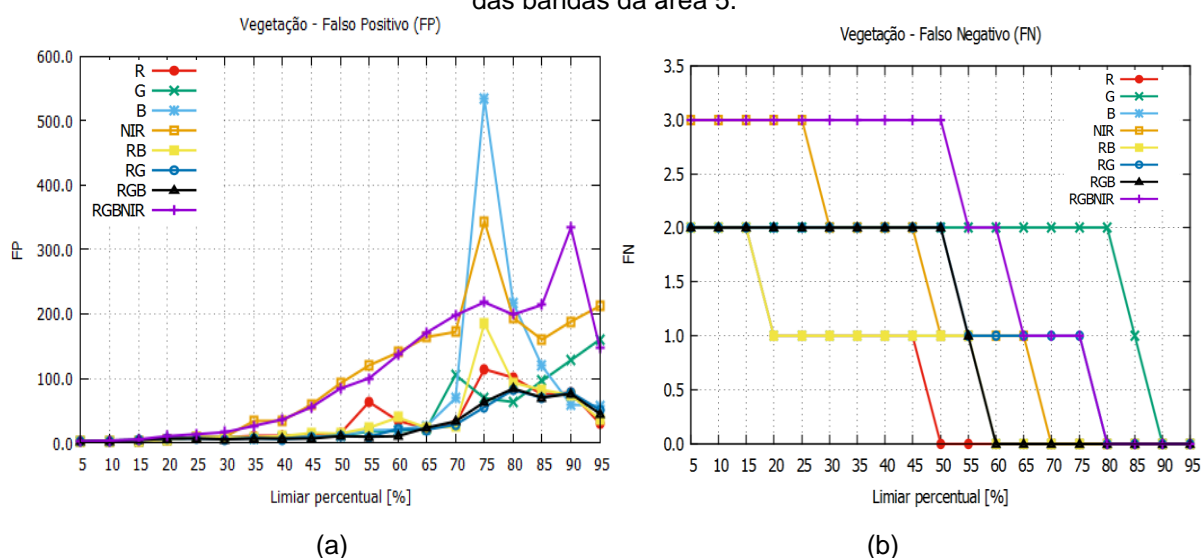 das bandas da área 5.
Vegetação - Falso Positivo (FP)
600.0
500.0
400.0
300.0
200.0
100.0
0.0
FP
R
G
B
NIR
RB
RG
RGB
RGBNIR
5 10 15 20 25 30 35 40 45 50 55 60 65 70 75 80 85 90 95
Limiar percentual [%]
(a)
Vegetação - Falso Negativo (FN)
3.5
3.0
2.5
2.0
1.5
1.0
0.5
0.0
FN
R
G
B
NIR
RB
RG
RGB
RGBNIR
5 10 15 20 25 30 35 40 45 50 55 60 65 70 75 80 85 90 95
Limiar percentual [%]
(b)